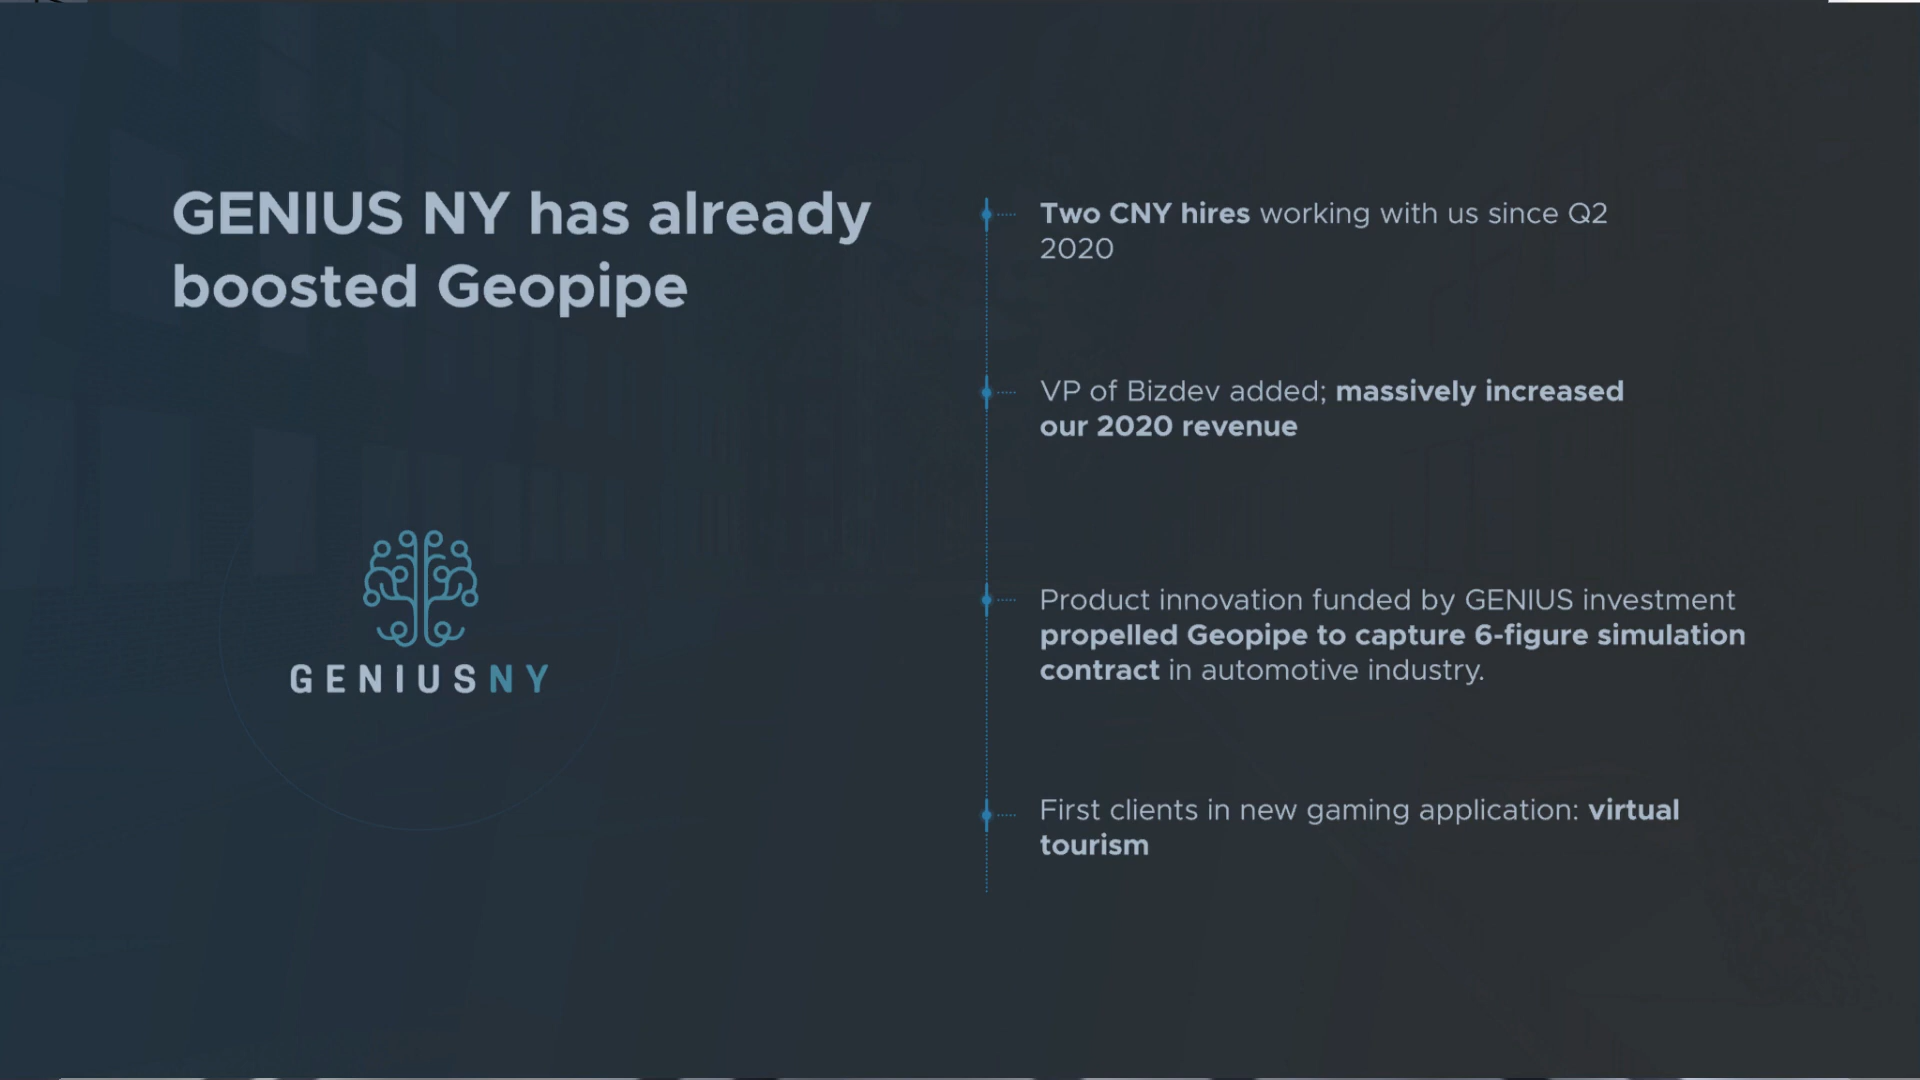 GENIUS NY has already
boosted Geopipe
GENIUSNY
Two CNY hires working with us since Q2
2020
VP of Bizdev added; massively increased
our 2020 revenue
Product innovation funded by GENIUS investment
propelled Geopipe to capture 6-figure simulation
contract in automotive industry.
First clients in new gaming application: virtual
tourism